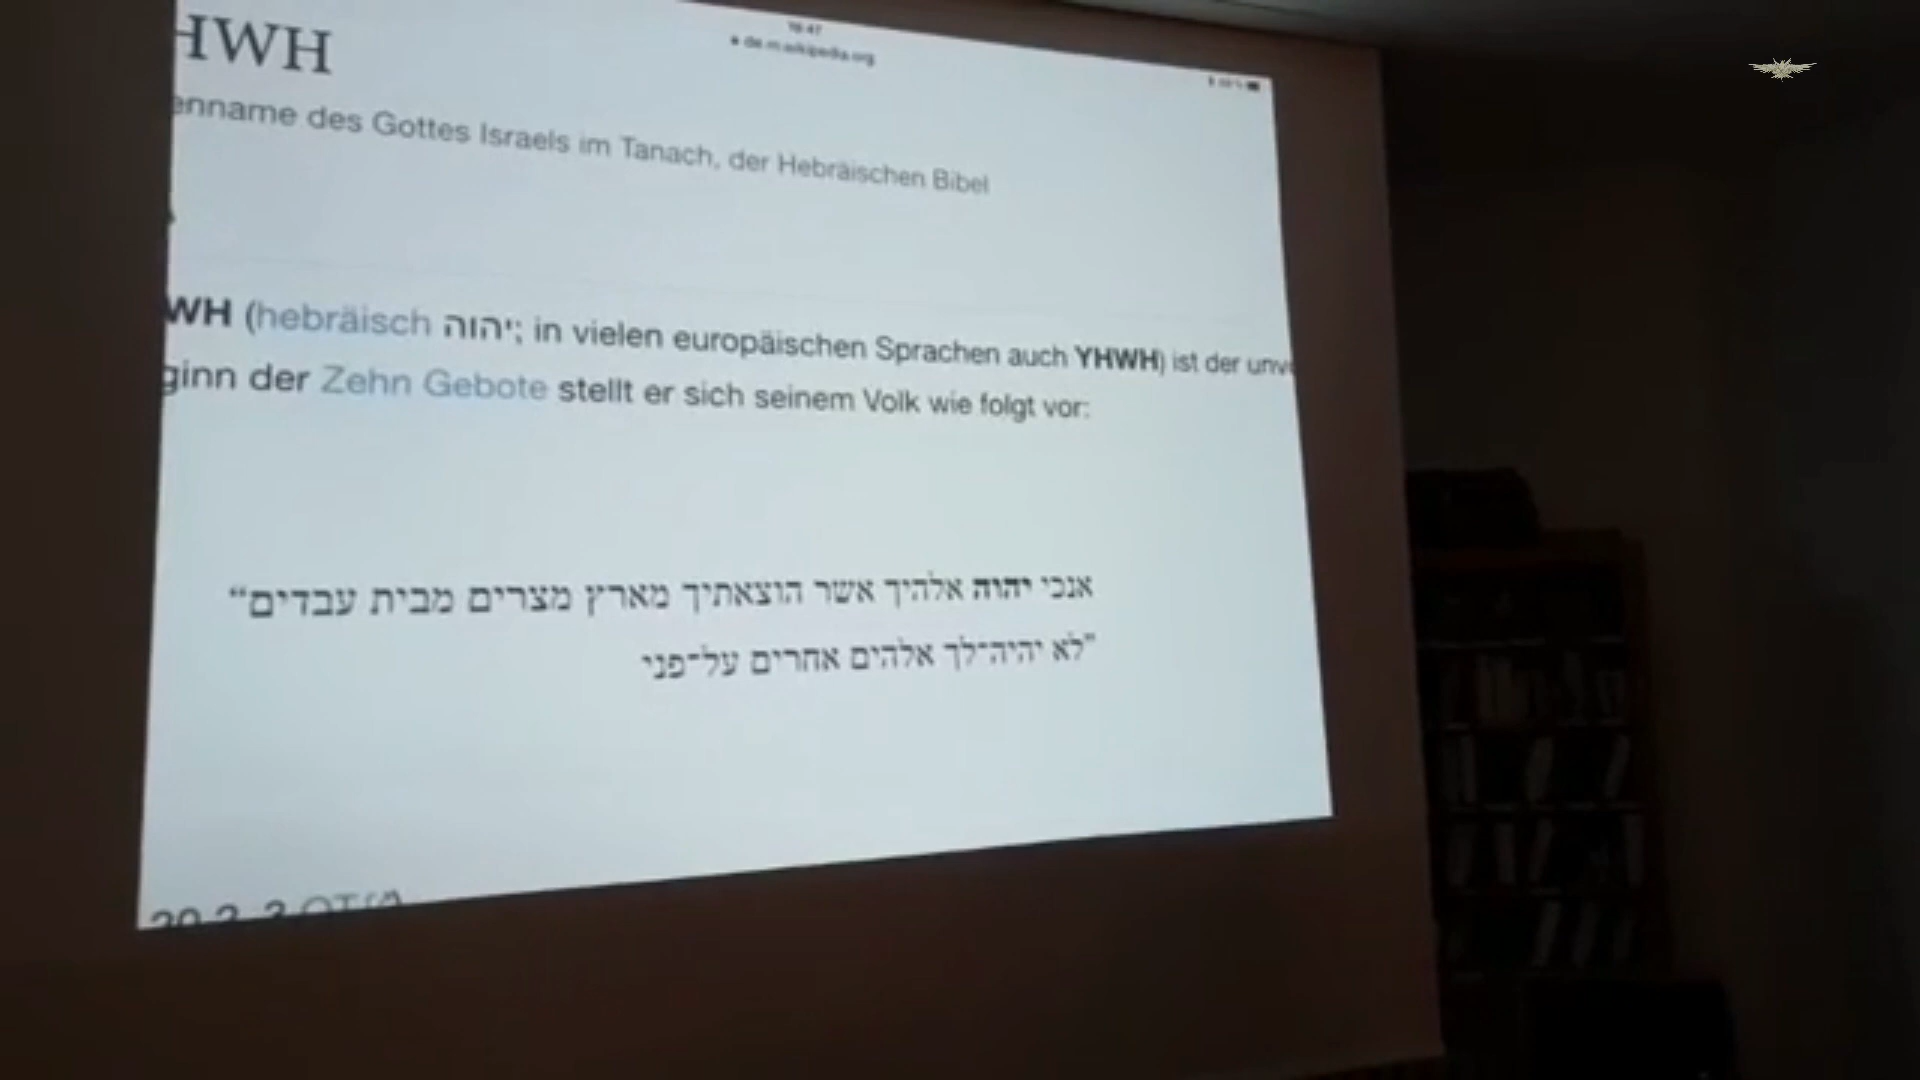 HWH
enname des Gottes Israels im Tanach, der Hebräischen Bibel
WH (hebräisch יהוה; in vielen europäischen Sprachen auch YHWH) ist der unv
ginn der Zehn Gebote stellt er sich seinem Volk wie folgt vor:
אנכי יהוה אלהיך אשר הוצאתיך מארץ מצרים מבית עבדים“
”לא יהיה־לך אלהים אחרים על־פני